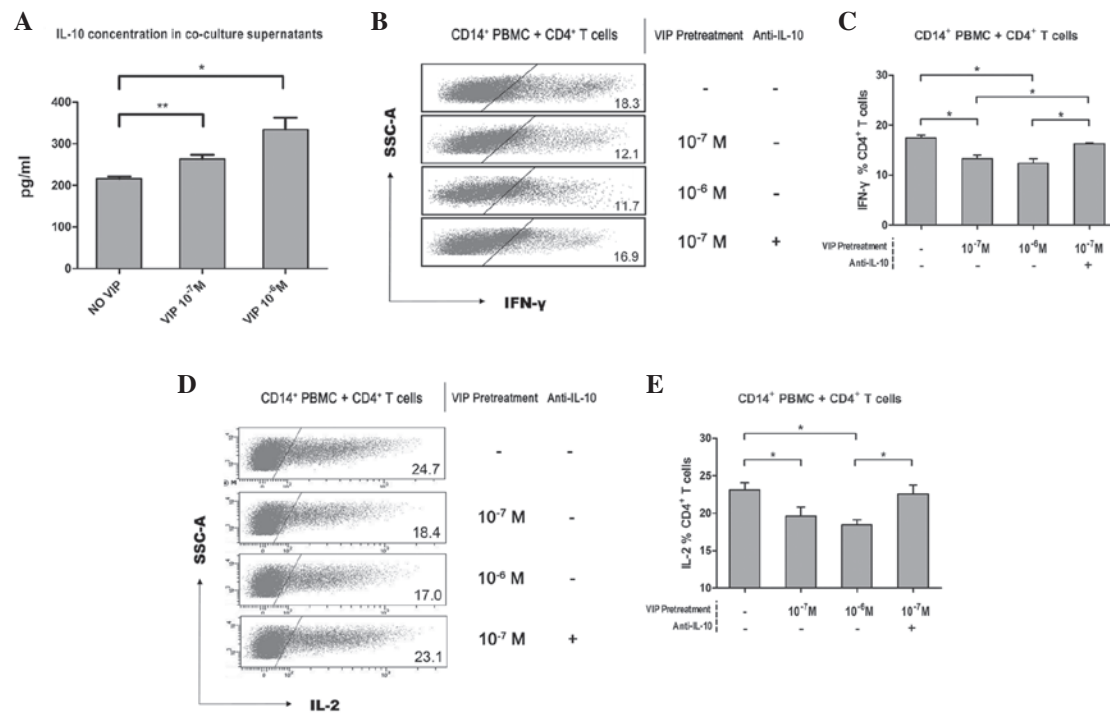 A
IL-10 concentration in co-culture supernatants
*
**
400
300
200
100
0
pg/ml
NO VIP
VIP 10⁻⁷M
VIP 10⁻⁶M
B
CD14⁺ PBMC + CD4⁺ T cells
VIP Pretreatment
Anti-IL-10
18.3
- -
12.1
10⁻⁷ M -
11.7
10⁻⁶ M -
16.9
10⁻⁷ M +
SSC-A
IFN-γ
C
CD14⁺ PBMC + CD4⁺ T cells
*
*
*
*
30
20
10
0
IFN-γ % CD4⁺ T cells
VIP Pretreatment - 10⁻⁷M 10⁻⁶M 10⁻⁷M
Anti-IL-10 - - - +
D
CD14⁺ PBMC + CD4⁺ T cells
VIP Pretreatment Anti-IL-10
24.7
- -
18.4
10⁻⁷ M -
17.0
10⁻⁶ M -
23.1
10⁻⁷ M +
SSC-A
IL-2
E
CD14⁺ PBMC + CD4⁺ T cells
*
*
*
30
25
20
15
10
IL-2 % CD4⁺ T cells
VIP Pretreatment - 10⁻⁷M 10⁻⁶M 10⁻⁷M
Anti-IL-10 - - - +